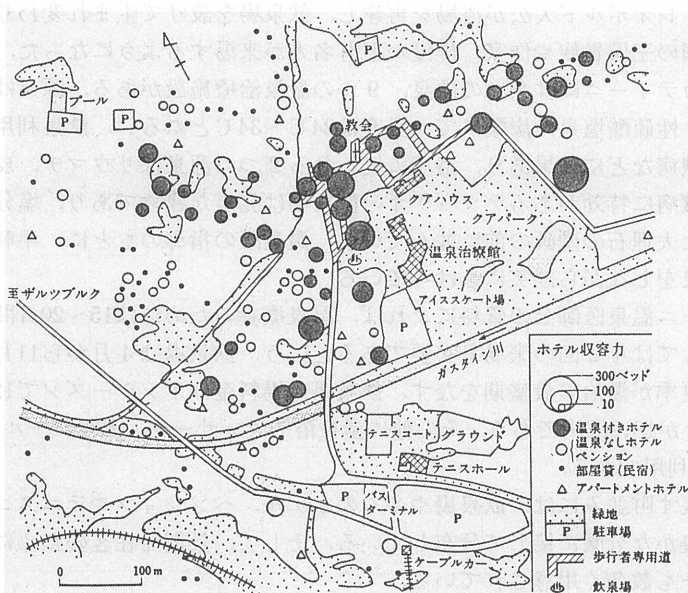 P
プール
P
P
教会
クアハウス
クアパーク
温泉治療館
アイススケート場
至ザルツブルク
P
ガスタイン川
テニスコート
グラウンド
テニスホール
P
P
P
バス
ターミナル
ケーブルカー
0 100m
ホテル収容力
300ベッド
100
10
温泉付きホテル
温泉なしホテル
ペンション
部屋貸(民宿)
アパートメントホテル
緑地
P 駐車場
歩行者専用道
飲泉場